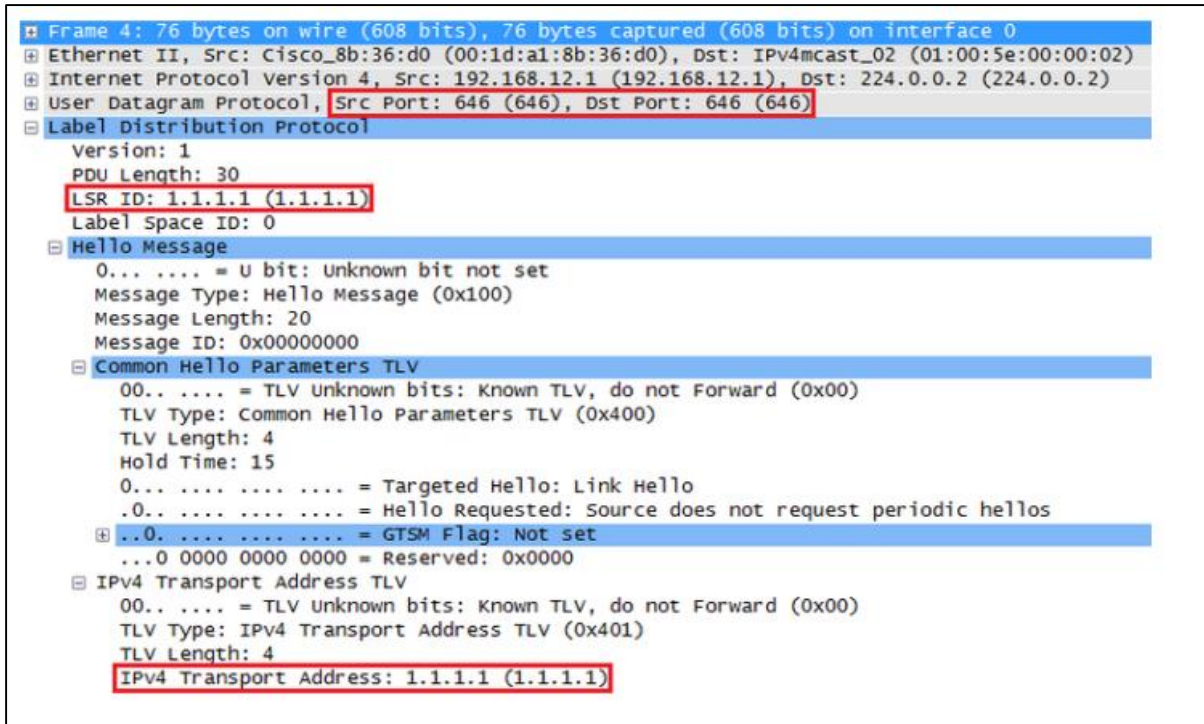 Frame 4: 76 bytes on wire (608 bits), 76 bytes captured (608 bits) on interface 0
Ethernet II, Src: Cisco_8b:36:d0 (00:1d:a1:8b:36:d0), Dst: IPv4mcast_02 (01:00:5e:00:00:02)
Internet Protocol Version 4, Src: 192.168.12.1 (192.168.12.1), Dst: 224.0.0.2 (224.0.0.2)
User Datagram Protocol, Src Port: 646 (646), Dst Port: 646 (646)
Label Distribution Protocol
Version: 1
PDU Length: 30
LSR ID: 1.1.1.1 (1.1.1.1)
Label Space ID: 0
Hello Message
0... .... = U bit: Unknown bit not set
Message Type: Hello Message (0x100)
Message Length: 20
Message ID: 0x00000000
Common Hello Parameters TLV
00.. .... = TLV Unknown bits: Known TLV, do not Forward (0x00)
TLV Type: Common Hello Parameters TLV (0x400)
TLV Length: 4
Hold Time: 15
0... .... .... .... = Targeted Hello: Link Hello
.0.. .... .... .... = Hello Requested: Source does not request periodic hellos
..0. .... .... .... = GTSM Flag: Not set
...0 0000 0000 0000 = Reserved: 0x0000
IPv4 Transport Address TLV
00.. .... = TLV Unknown bits: Known TLV, do not Forward (0x00)
TLV Type: IPv4 Transport Address TLV (0x401)
TLV Length: 4
IPv4 Transport Address: 1.1.1.1 (1.1.1.1)